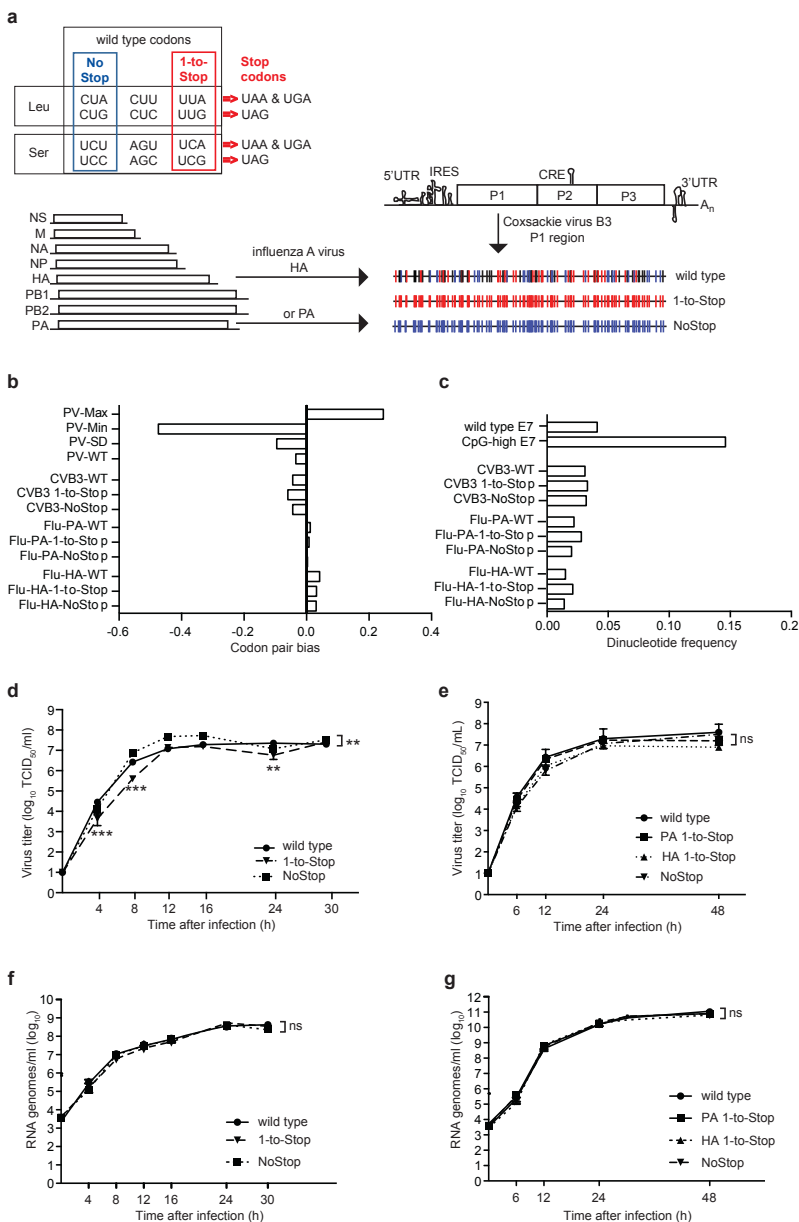 a
wild type codons
No Stop
1-to-Stop
Stop codons
Leu
CUA CUU UUA UAA & UGA
CUG CUC UUG UAG
Ser
UCU AGU UCA UAA & UGA
UCC AGC UCG UAG
5'UTR
IRES
CRE
3'UTR
P1
P2
P3
An
Coxsackie virus B3
P1 region
NS
M
NA
NP
HA
PB1
PB2
PA
influenza A virus
HA
or PA
wild type
1-to-Stop
NoStop
b
PV-Max
PV-Min
PV-SD
PV-WT
CVB3-WT
CVB3 1-to-Stop
CVB3-NoStop
Flu-PA-WT
Flu-PA-1-to-Stop
Flu-PA-NoStop
Flu-HA-WT
Flu-HA-1-to-Stop
Flu-HA-NoStop
-0.6 -0.4 -0.2 0.0 0.2 0.4
Codon pair bias
c
wild type E7
CpG-high E7
CVB3-WT
CVB3 1-to-Stop
CVB3-NoStop
Flu-PA-WT
Flu-PA-1-to-Stop
Flu-PA-NoStop
Flu-HA-WT
Flu-HA-1-to-Stop
Flu-HA-NoStop
0.00 0.05 0.10 0.15 0.2
Dinucleotide frequency
d
Virus titer (log10 TCID50/ml)
9
8
7
6
5
4
3
2
1
0
***
***
**
**
wild type
1-to-Stop
NoStop
4 8 12 16 24 30
Time after infection (h)
e
Virus titer (log10 TCID50/mL)
9
8
7
6
5
4
3
2
1
0
ns
wild type
PA 1-to-Stop
HA 1-to-Stop
NoStop
6 12 24 48
Time after infection (h)
f
RNA genomes/ml (log10)
10
9
8
7
6
5
4
3
2
1
0
ns
wild type
1-to-Stop
NoStop
4 8 12 16 24 30
Time after infection (h)
g
RNA genomes/ml (log10)
12
11
10
9
8
7
6
5
4
3
2
1
0
ns
wild type
PA 1-to-Stop
HA 1-to-Stop
NoStop
6 12 24 48
Time after infection (h)